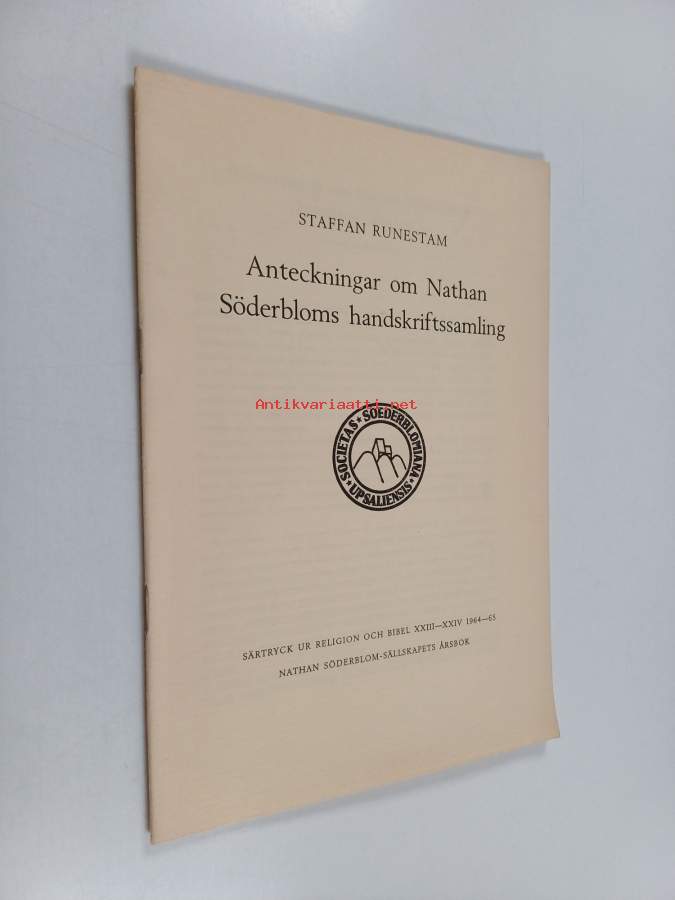 STAFFAN RUNESTAM
Anteckningar om Nathan
Söderbloms handskriftssamling
Antikvariaatti.net
SOCIETAS * SOEDERBLOMIANA * UPSALIENSIS *
SÄRTRYCK UR RELIGION OCH BIBEL XXIII—XXIV 1964—65
NATHAN SÖDERBLOM-SÄLLSKAPETS ÅRSBOK